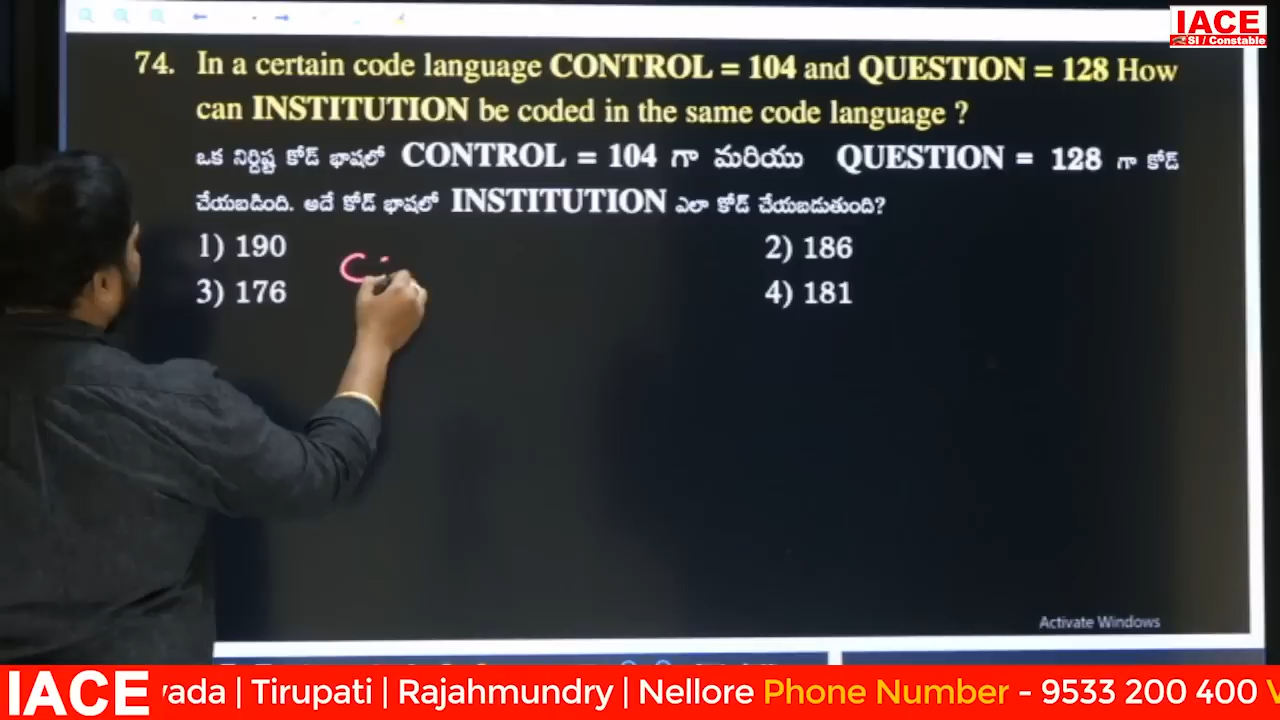 IACE
SI / Constable
74. In a certain code language CONTROL = 104 and QUESTION = 128 How
can INSTITUTION be coded in the same code language ?
ఒక నిర్దిష్ట కోడ్ భాషలో CONTROL = 104 గా మరియు QUESTION = 128 గా కోడ్
చేయబడింది. అదే కోడ్ భాషలో INSTITUTION ఎలా కోడ్ చేయబడుతుంది?
1) 190 2) 186
3) 176 4) 181
C
Activate Windows
IACE vada | Tirupati | Rajahmundry | Nellore Phone Number - 9533 200 400 V